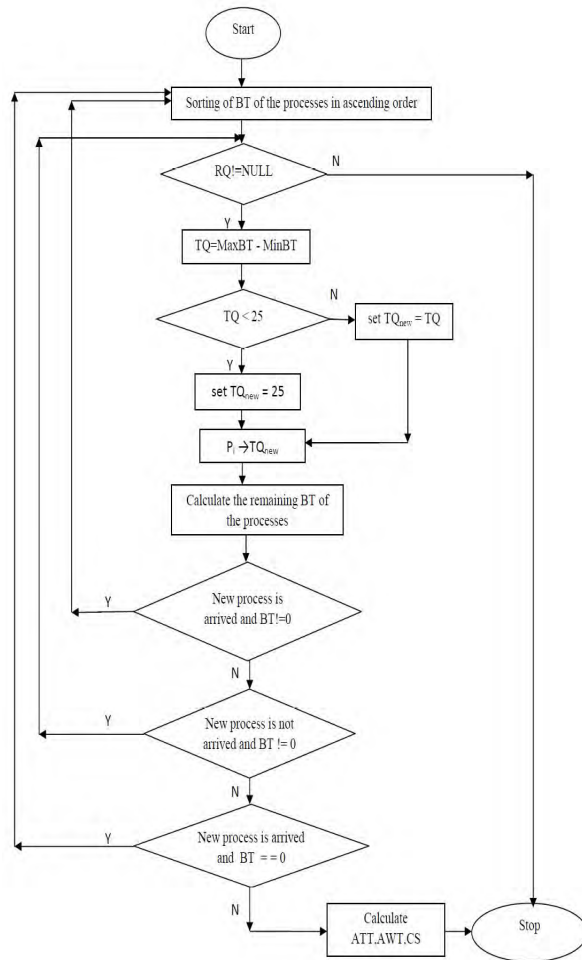 Start
Sorting of BT of the processes in ascending order
RQ!=NULL
N
Y
TQ=MaxBT - MinBT
TQ < 25
N
set TQnew = TQ
Y
set TQnew = 25
Pi →TQnew
Calculate the remaining BT of
the processes
New process is
arrived and BT!=0
Y
N
New process is not
arrived and BT != 0
Y
N
New process is arrived
and BT = = 0
Y
N
Calculate
ATT,AWT,CS
Stop